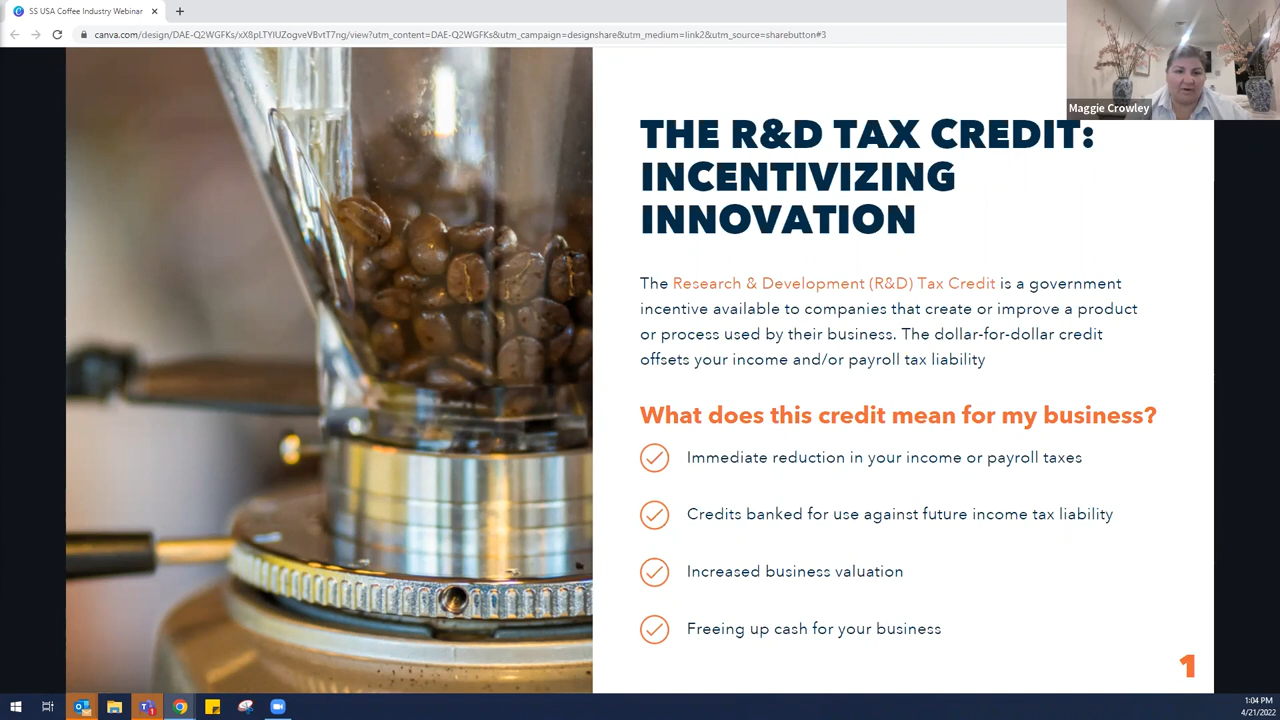 SS USA Coffee Industry Webinar
canva.com/design/DAE-Q2WGFKs/xX8pLTYIUZogveVBvtT7ng/view?utm_content=DAE-Q2WGFKs&utm_campaign=designshare&utm_medium=link2&utm_source=sharebutton#3
Maggie Crowley
THE R&D TAX CREDIT:
INCENTIVIZING
INNOVATION
The Research & Development (R&D) Tax Credit is a government
incentive available to companies that create or improve a product
or process used by their business. The dollar-for-dollar credit
offsets your income and/or payroll tax liability
What does this credit mean for my business?
Immediate reduction in your income or payroll taxes
Credits banked for use against future income tax liability
Increased business valuation
Freeing up cash for your business
1
1:04 PM
4/21/2022